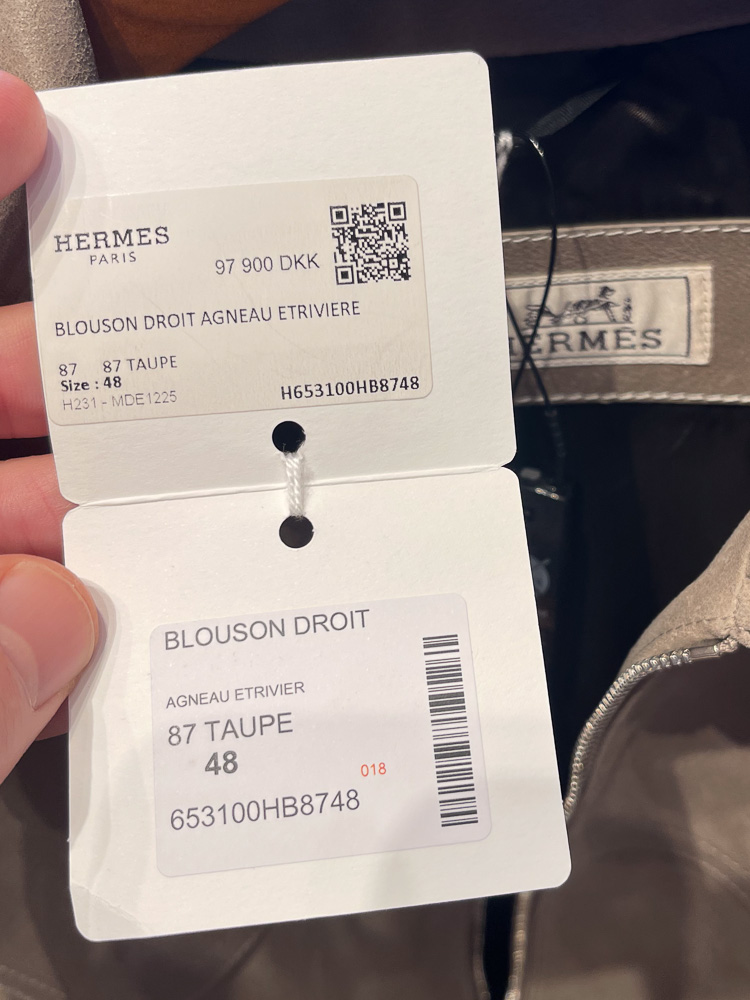 HERMES
PARIS
97 900 DKK
BLOUSON DROIT AGNEAU ETRIVIERE
87 87 TAUPE
Size : 48
H231 - MDE1225
H653100HB8748
HERMES
BLOUSON DROIT
AGNEAU ETRIVIER
87 TAUPE
48
018
653100HB8748